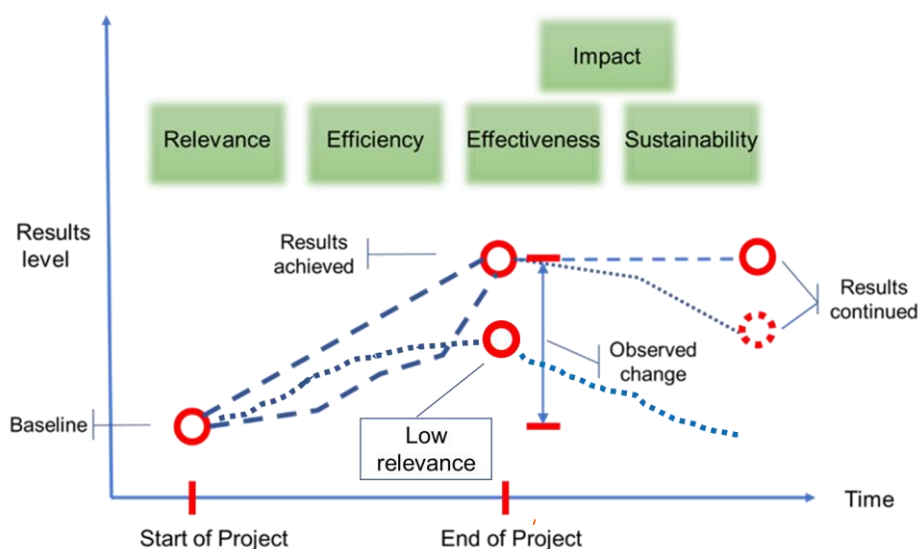 Impact
Relevance
Efficiency
Effectiveness
Sustainability
Results
level
Results
achieved
Results
continued
Observed
change
Baseline
Low
relevance
Time
Start of Project
End of Project